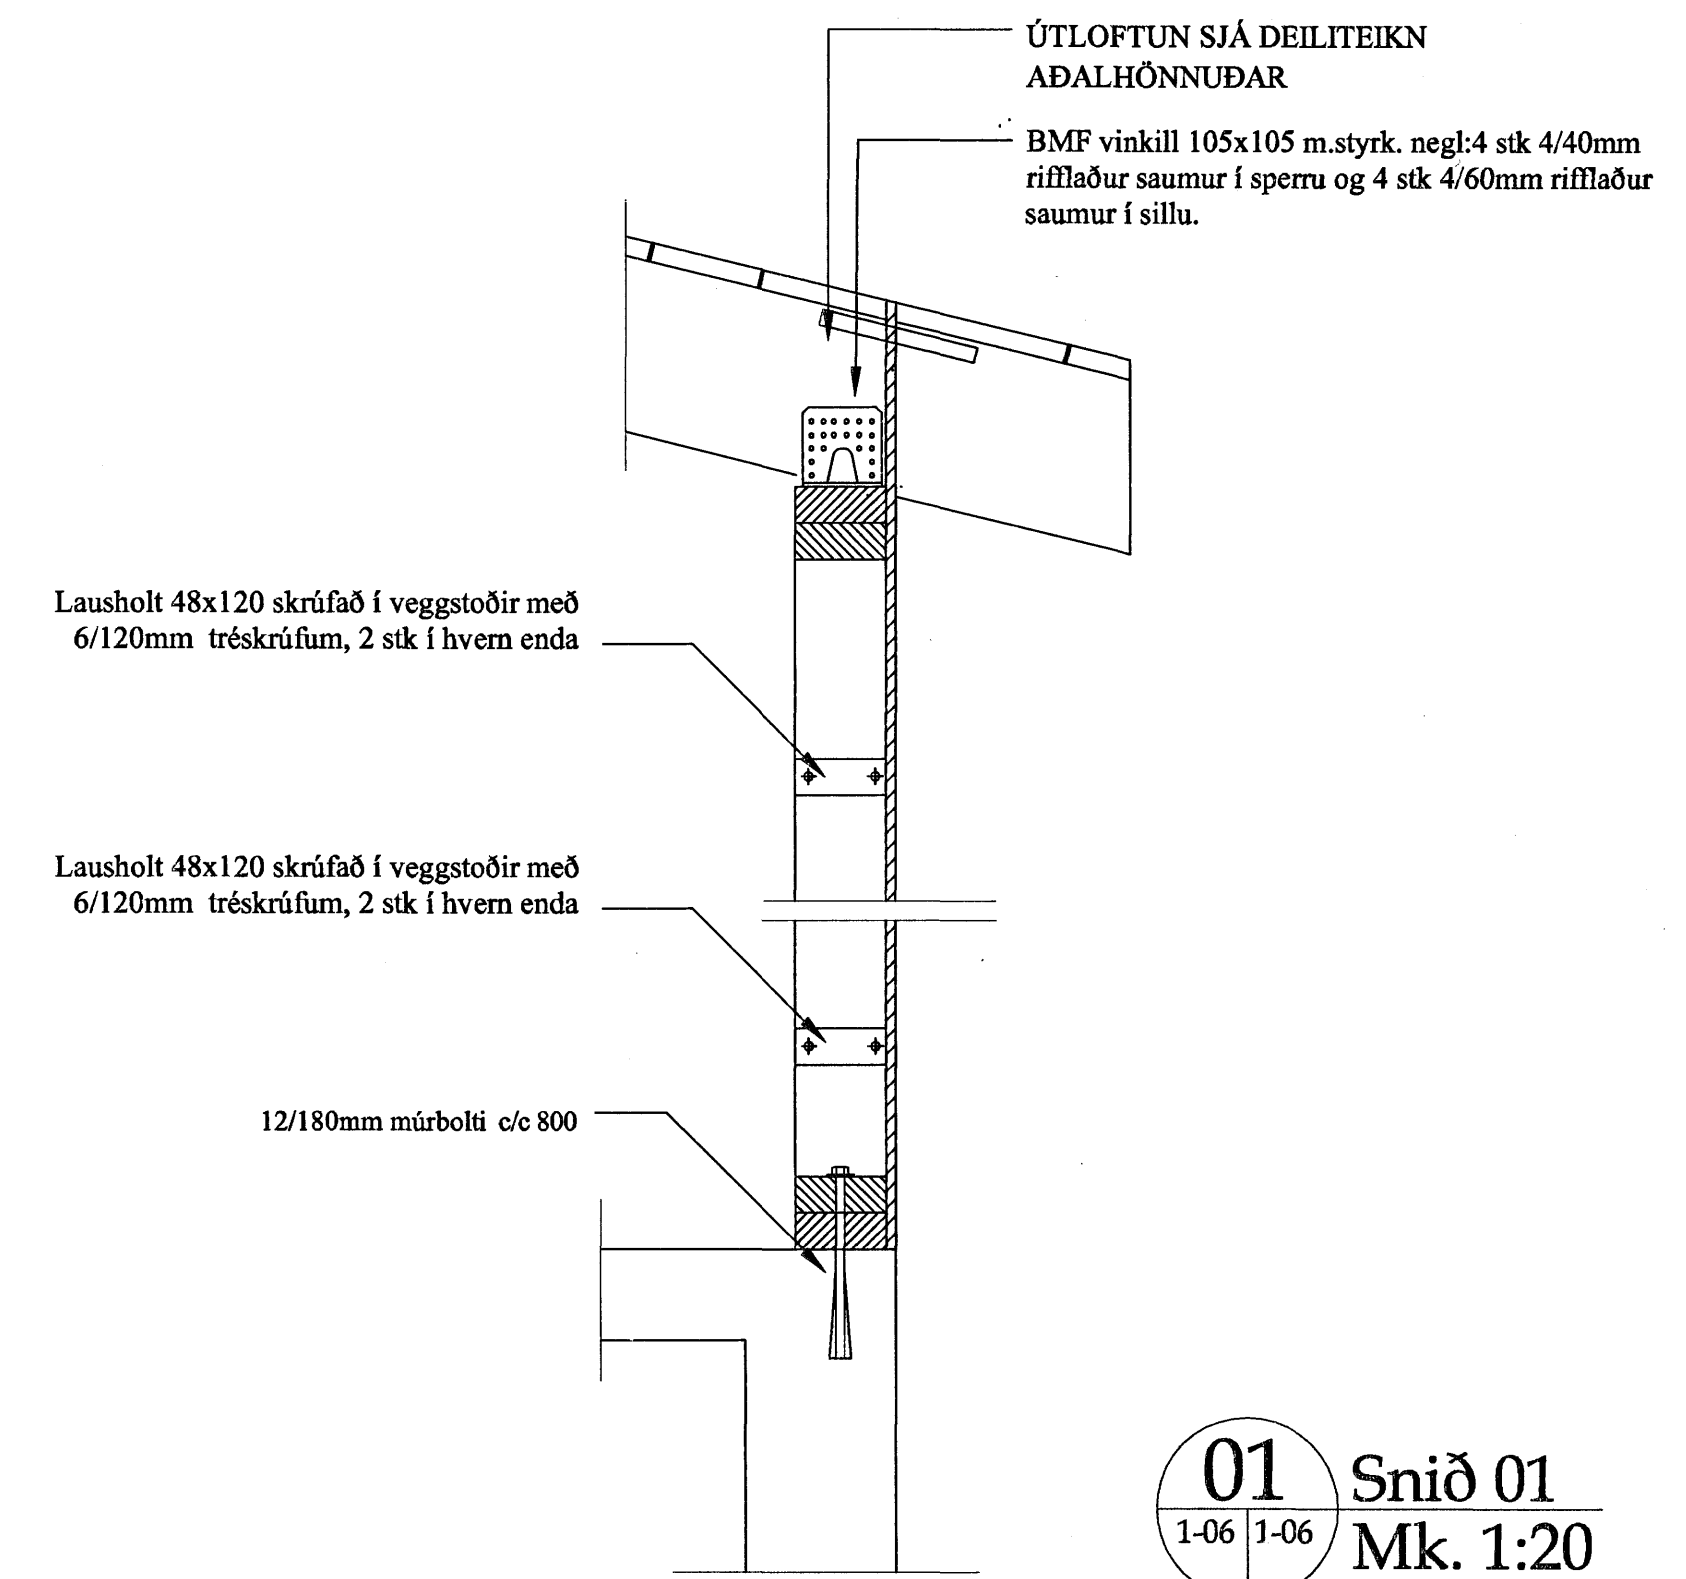 ÚTLOFTUN SJÁ DEILITEIKN
AÐALHÖNNUÐAR
BMF vinkill 105x105 m.styrk. negl:4 stk 4/40mm
rifflaður saumur í sperru og 4 stk 4/60mm rifflaður
saumur í sillu.
Lausholt 48x120 skrúfað í veggstoðir með
6/120mm tréskrúfum, 2 stk í hvern enda
Lausholt 48x120 skrúfað í veggstoðir með
6/120mm tréskrúfum, 2 stk í hvern enda
12/180mm múrbolti c/c 800
01
1-06 1-06
Snið 01
Mk. 1:20